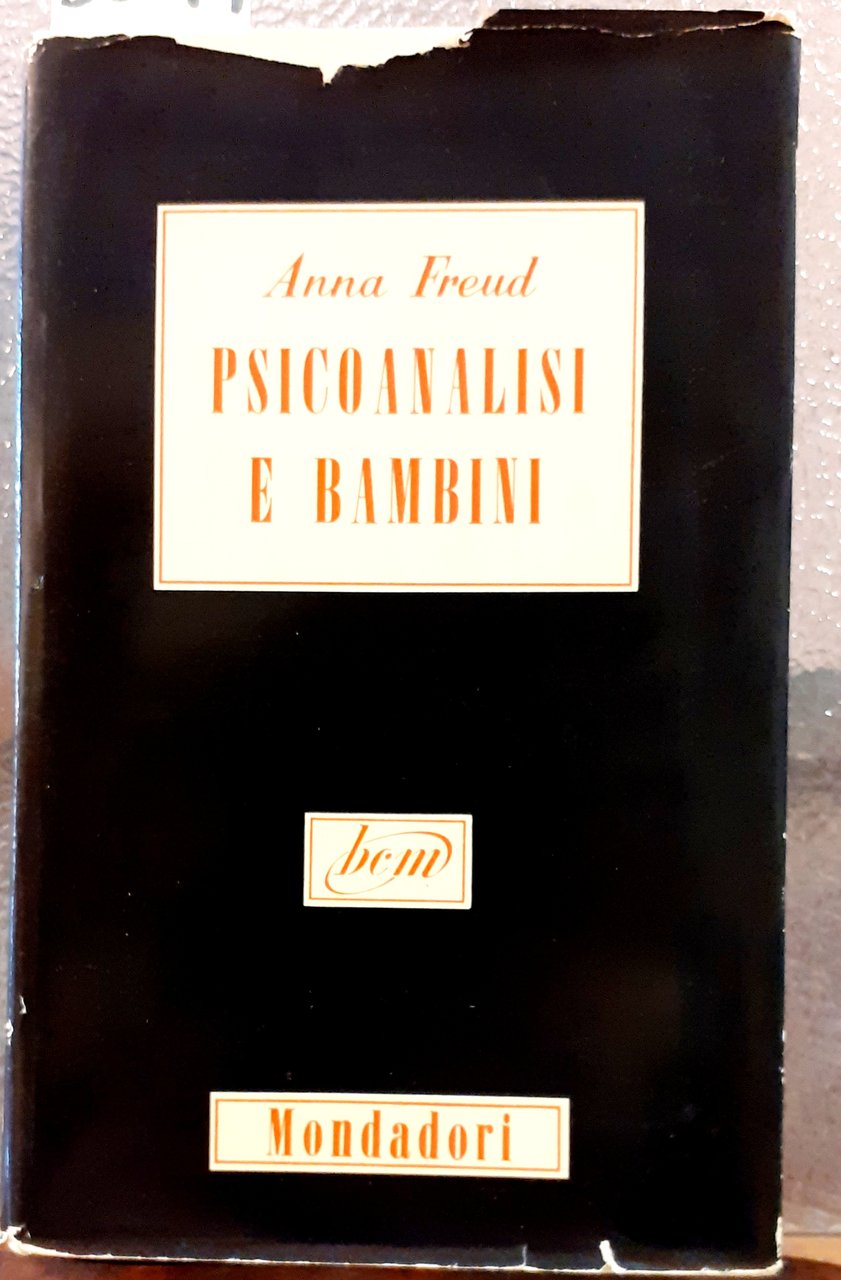 Anna Freud
PSICOANALISI
E BAMBINI
bcm
Mondadori